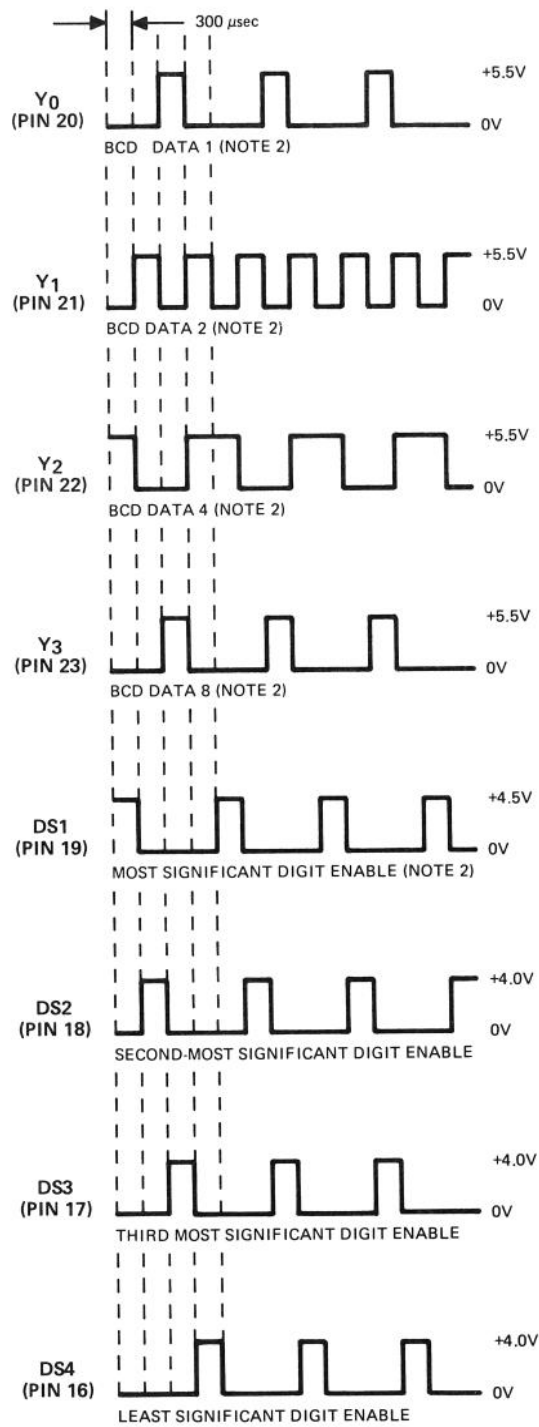 300 μsec
Y0
(PIN 20)
+5.5V
0V
BCD DATA 1 (NOTE 2)
Y1
(PIN 21)
+5.5V
0V
BCD DATA 2 (NOTE 2)
Y2
(PIN 22)
+5.5V
0V
BCD DATA 4 (NOTE 2)
Y3
(PIN 23)
+5.5V
0V
BCD DATA 8 (NOTE 2)
DS1
(PIN 19)
+4.5V
0V
MOST SIGNIFICANT DIGIT ENABLE (NOTE 2)
DS2
(PIN 18)
+4.0V
0V
SECOND-MOST SIGNIFICANT DIGIT ENABLE
DS3
(PIN 17)
+4.0V
0V
THIRD MOST SIGNIFICANT DIGIT ENABLE
DS4
(PIN 16)
+4.0V
0V
LEAST SIGNIFICANT DIGIT ENABLE